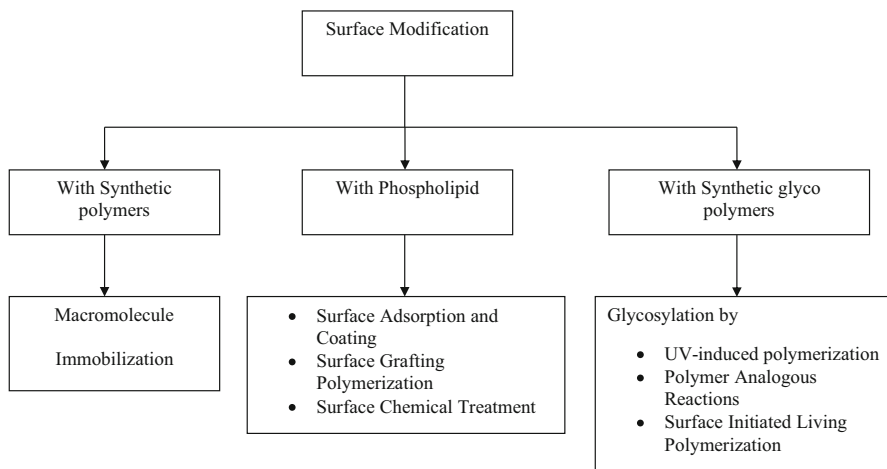 Surface Modification
With Synthetic
polymers
With Phospholipid
With Synthetic glyco
polymers
Macromolecule
Immobilization
• Surface Adsorption and
Coating
• Surface Grafting
Polymerization
• Surface Chemical Treatment
Glycosylation by
• UV-induced polymerization
• Polymer Analogous
Reactions
• Surface Initiated Living
Polymerization